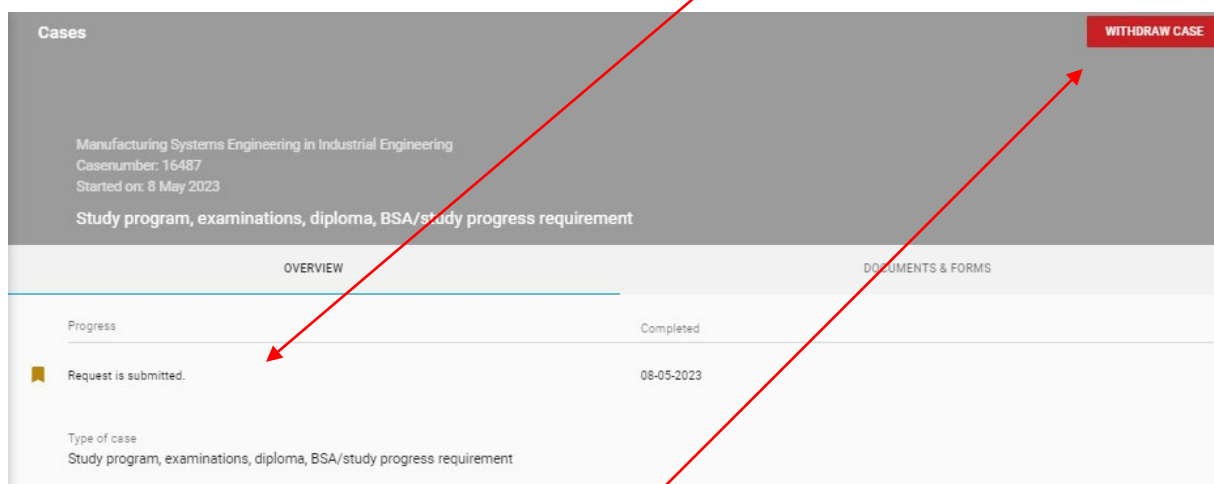 Cases
WITHDRAW CASE
Manufacturing Systems Engineering in Industrial Engineering
Casenumber: 16487
Started on: 8 May 2023
Study program, examinations, diploma, BSA/study progress requirement
OVERVIEW
DOCUMENTS & FORMS
Progress
Completed
Request is submitted.
08-05-2023
Type of case
Study program, examinations, diploma, BSA/study progress requirement